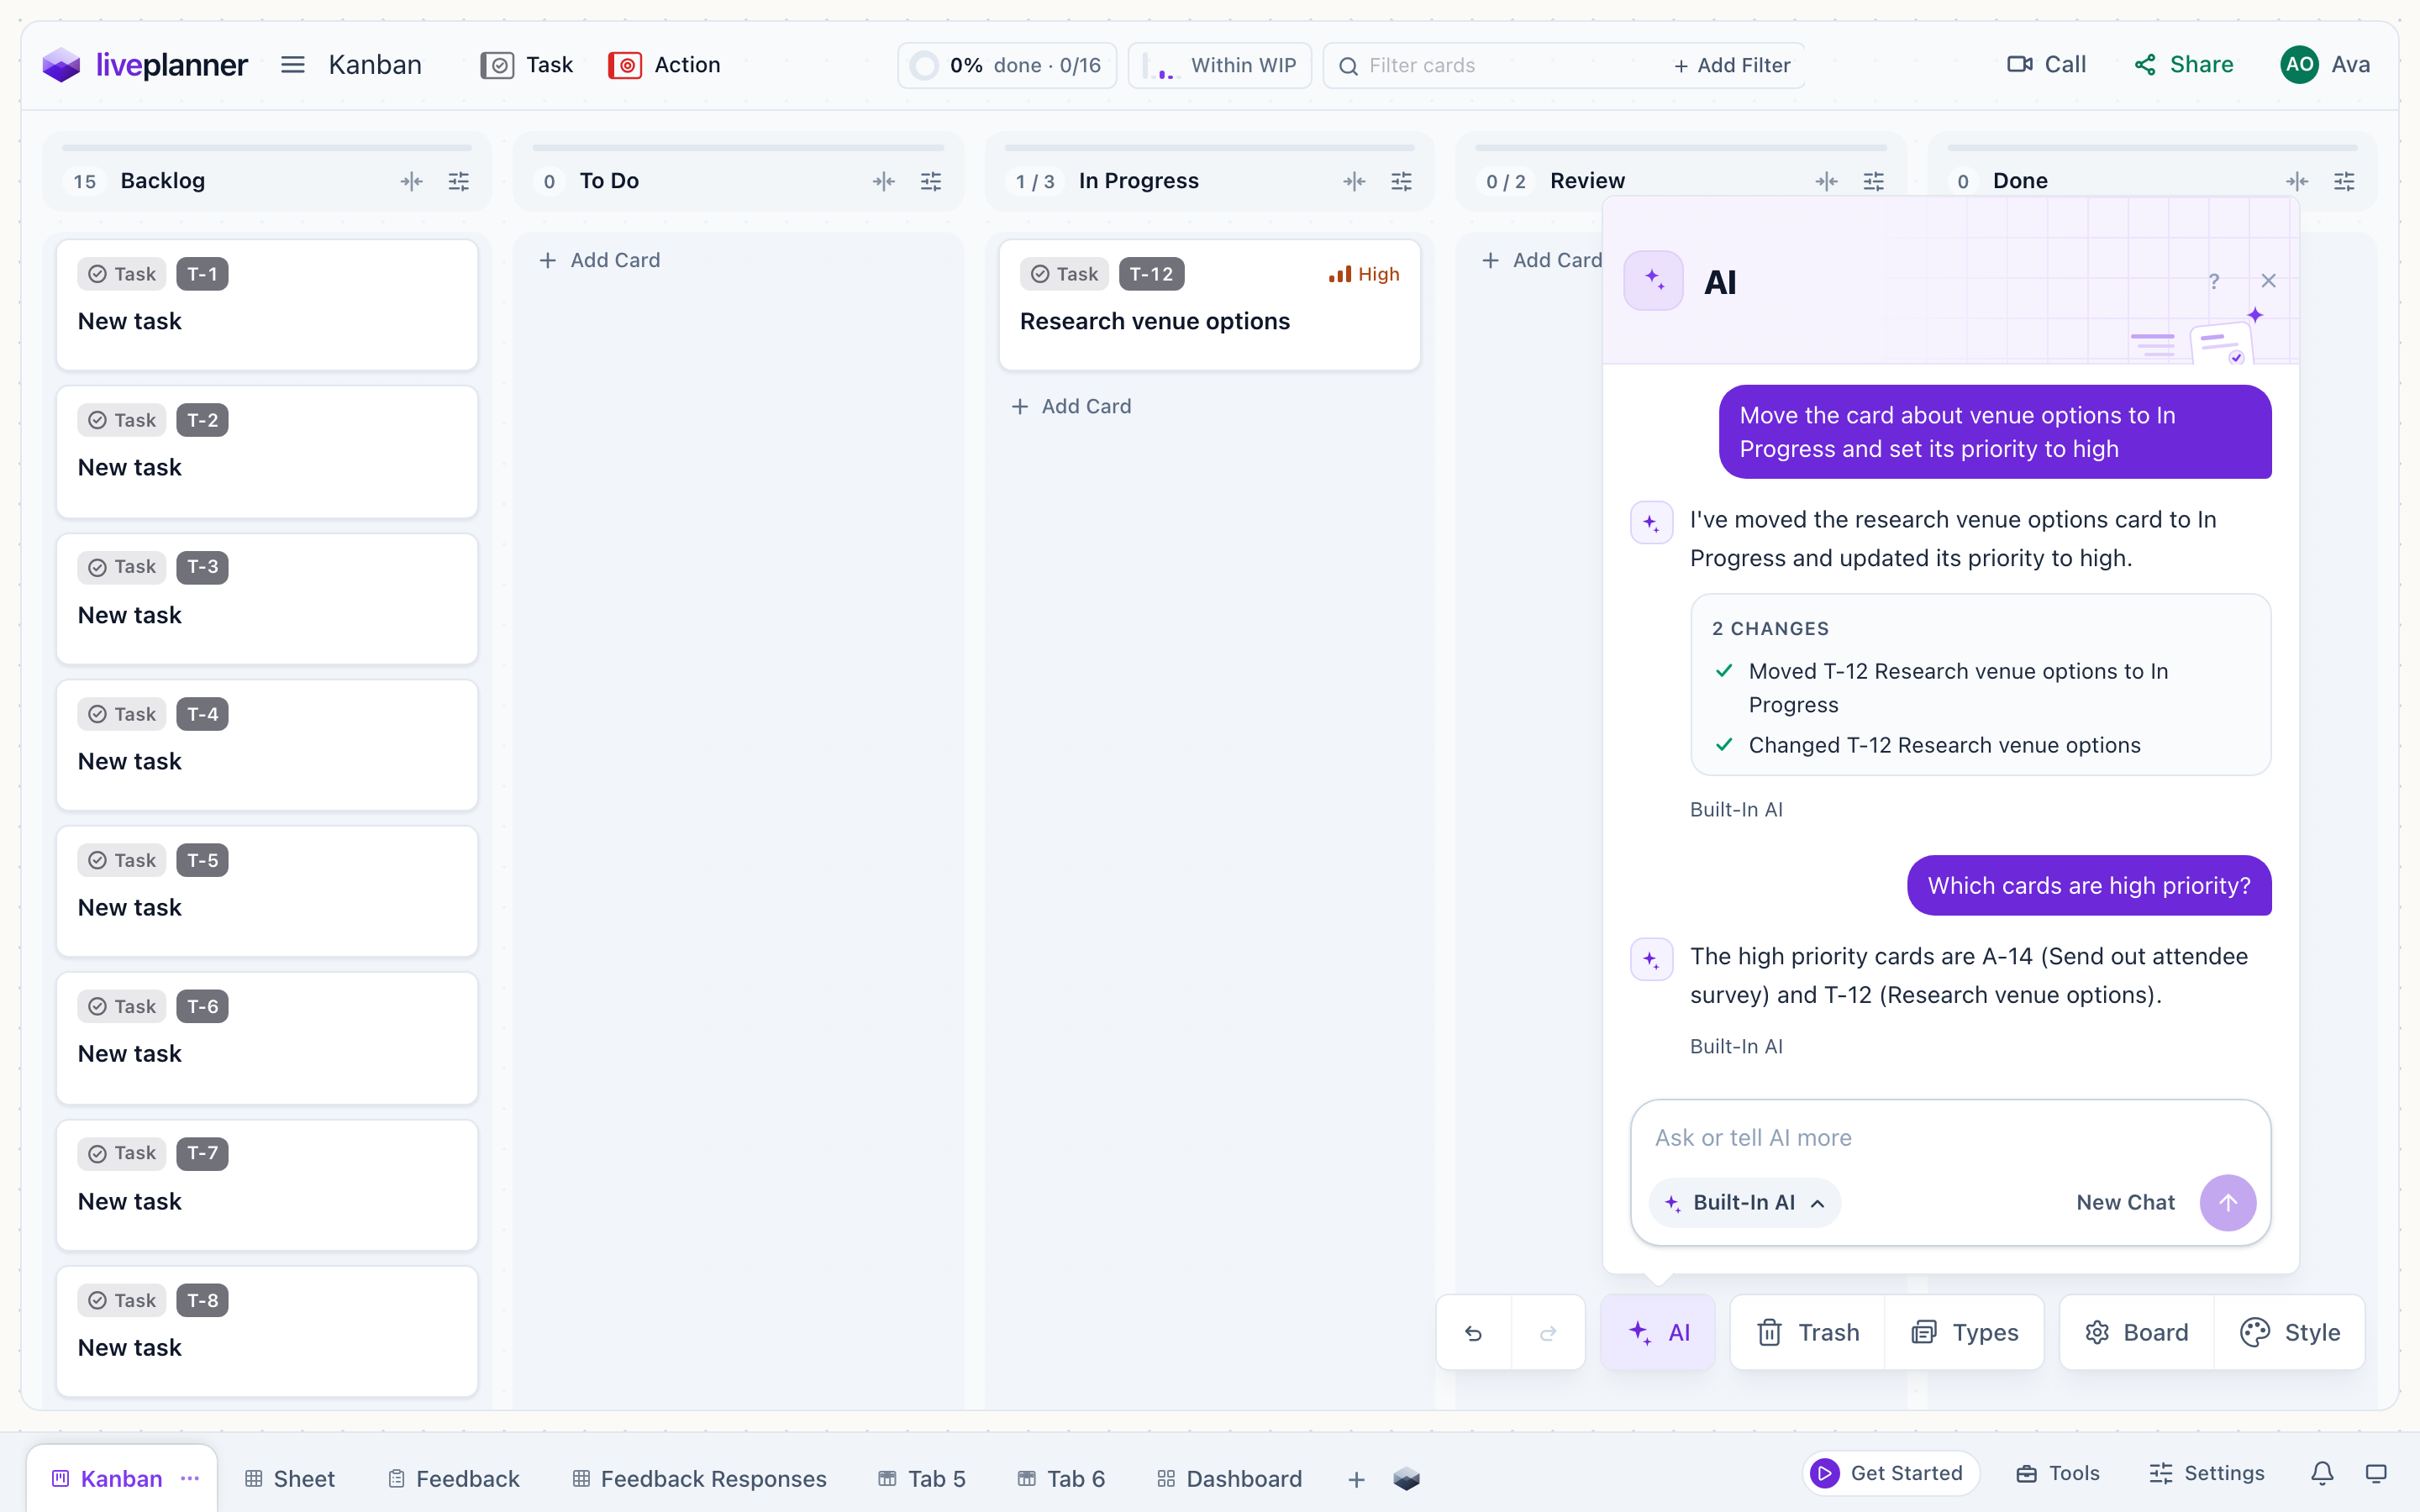 liveplanner
Kanban
Task
Action
0% done · 0/16
Within WIP
Filter cards
+ Add Filter
Call
Share
AO
Ava
15 Backlog
0 To Do
1 / 3 In Progress
0 / 2 Review
0 Done
Task T-1
New task
Task T-2
New task
Task T-3
New task
Task T-4
New task
Task T-5
New task
Task T-6
New task
Task T-7
New task
Task T-8
New task
+ Add Card
Task T-12 High
Research venue options
+ Add Card
+ Add Card
AI
?
Move the card about venue options to In
Progress and set its priority to high
I've moved the research venue options card to In
Progress and updated its priority to high.
2 CHANGES
Moved T-12 Research venue options to In
Progress
Changed T-12 Research venue options
Built-In AI
Which cards are high priority?
The high priority cards are A-14 (Send out attendee
survey) and T-12 (Research venue options).
Built-In AI
Ask or tell AI more
Built-In AI
New Chat
AI
Trash
Types
Board
Style
Kanban
Sheet
Feedback
Feedback Responses
Tab 5
Tab 6
Dashboard
+
Get Started
Tools
Settings